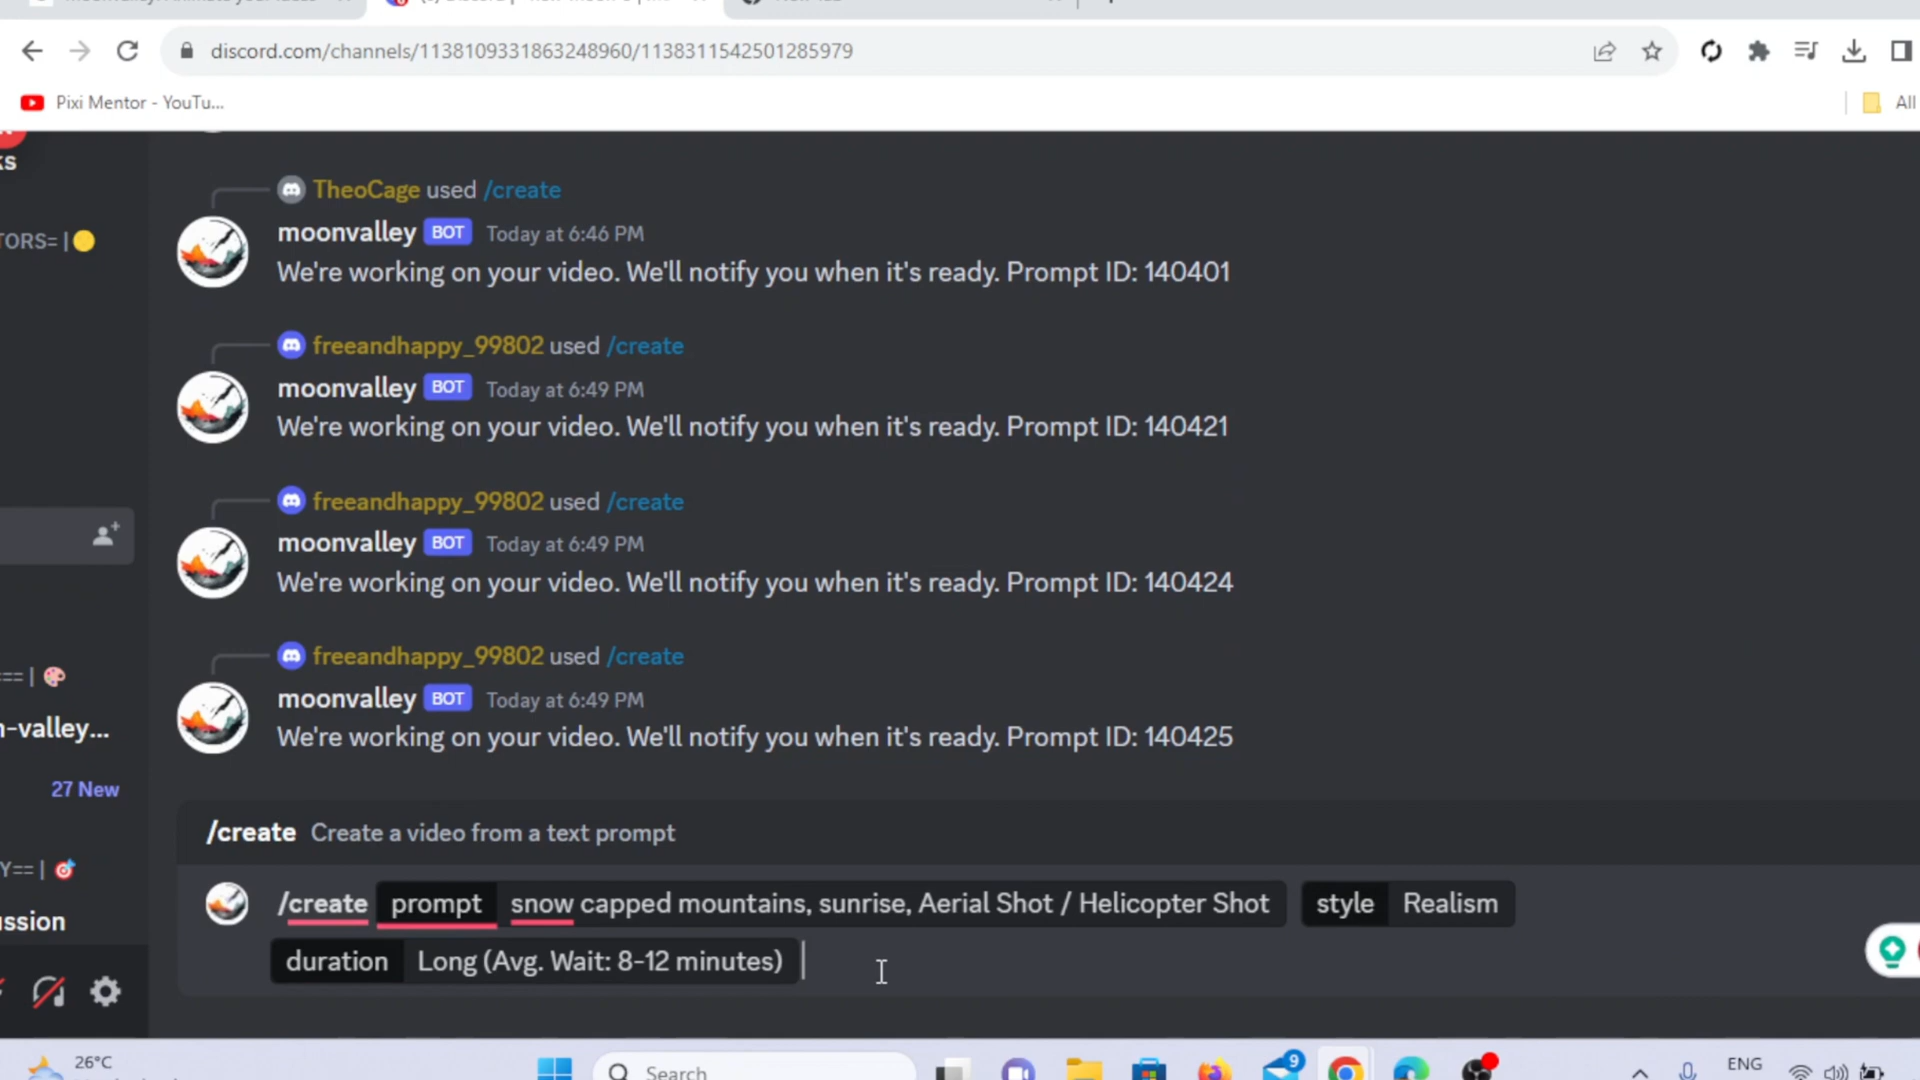 discord.com/channels/1138109331863248960/1138311542501285979
Pixi Mentor - YouTu...
All
TORS= |
TheoCage used /create
moonvalley BOT Today at 6:46 PM
We're working on your video. We'll notify you when it's ready. Prompt ID: 140401
freeandhappy_99802 used /create
moonvalley BOT Today at 6:49 PM
We're working on your video. We'll notify you when it's ready. Prompt ID: 140421
freeandhappy_99802 used /create
moonvalley BOT Today at 6:49 PM
We're working on your video. We'll notify you when it's ready. Prompt ID: 140424
freeandhappy_99802 used /create
moonvalley BOT Today at 6:49 PM
We're working on your video. We'll notify you when it's ready. Prompt ID: 140425
=== |
n-valley...
27 New
Y== |
ssion
/create Create a video from a text prompt
/create prompt snow capped mountains, sunrise, Aerial Shot / Helicopter Shot style Realism
duration Long (Avg. Wait: 8-12 minutes)
26°C
Search
9
ENG